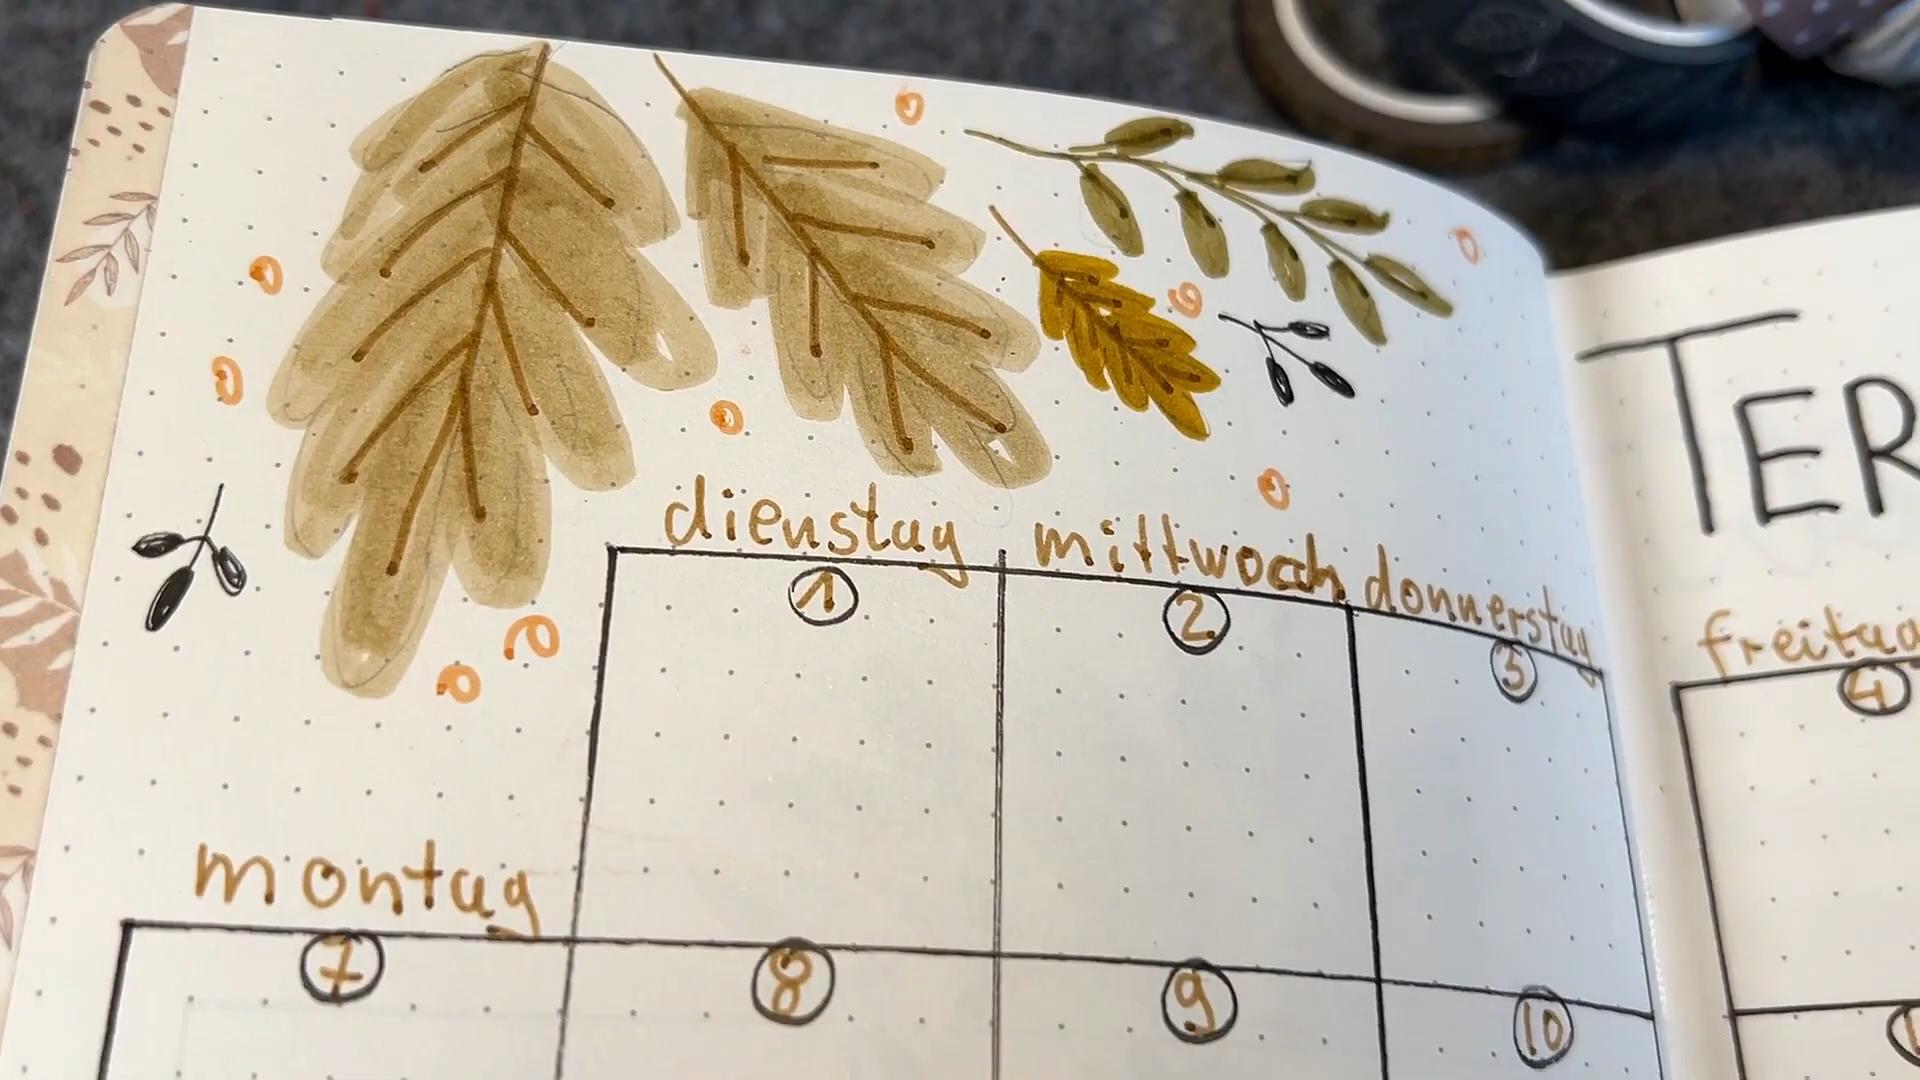 TER
dienstag mittwoch donnerstag freitag
1 2 3 4
montag
7 8 9 10